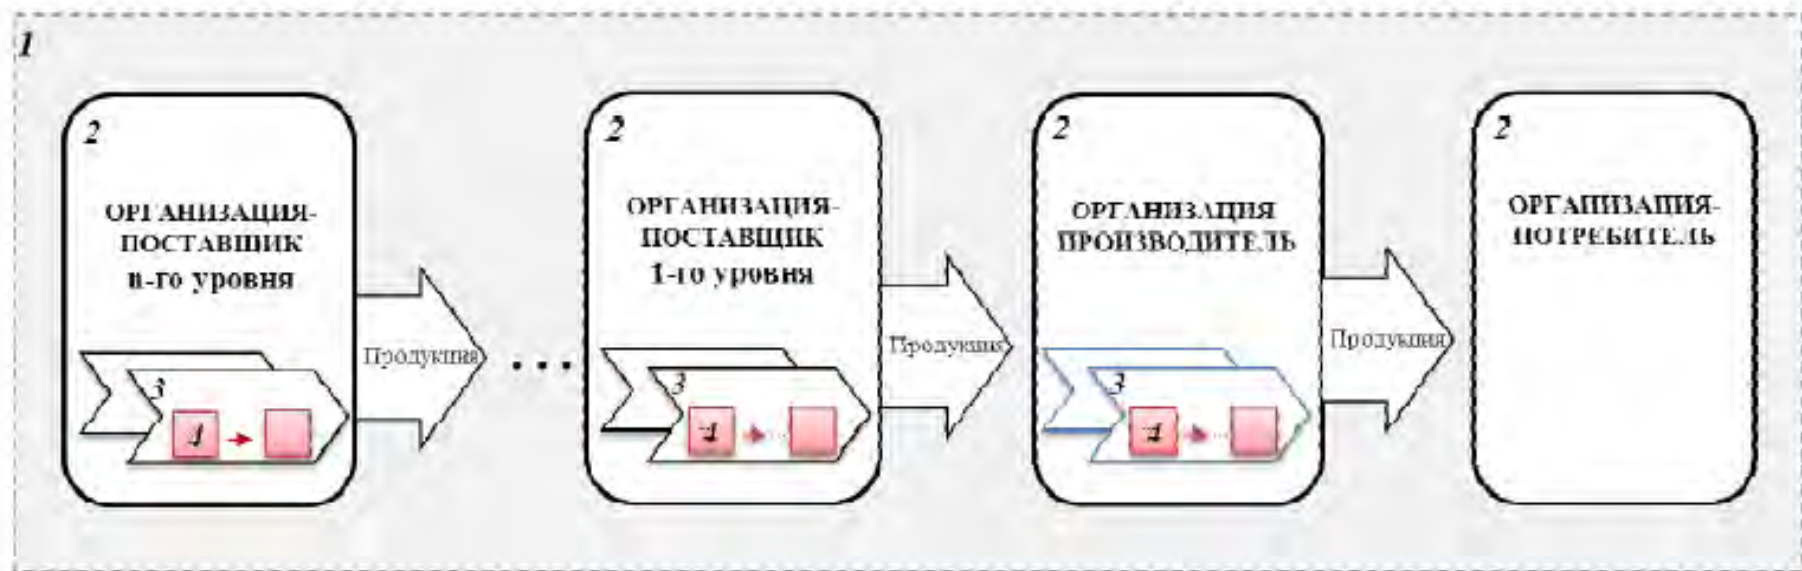 1
2
ОРГАНИЗАЦИЯ-
ПОСТАВЩИК
n-го уровня
3
4
Продукция
...
2
ОРГАНИЗАЦИЯ-
ПОСТАВЩИК
1-го уровня
3
4
Продукция
2
ОРГАНИЗАЦИЯ
ПРОИЗВОДИТЕЛЬ
3
4
Продукция
2
ОРГАНИЗАЦИЯ-
ПОТРЕБИТЕЛЬ